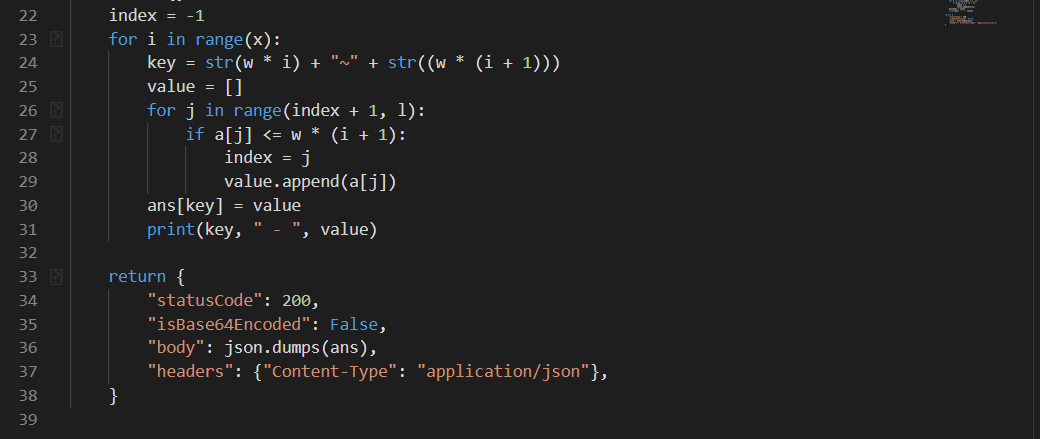 22 index = -1
23 for i in range(x):
24 key = str(w * i) + "~" + str((w * (i + 1)))
25 value = []
26 for j in range(index + 1, l):
27 if a[j] <= w * (i + 1):
28 index = j
29 value.append(a[j])
30 ans[key] = value
31 print(key, " - ", value)
32
33 return {
34 "statusCode": 200,
35 "isBase64Encoded": False,
36 "body": json.dumps(ans),
37 "headers": {"Content-Type": "application/json"},
38 }
39